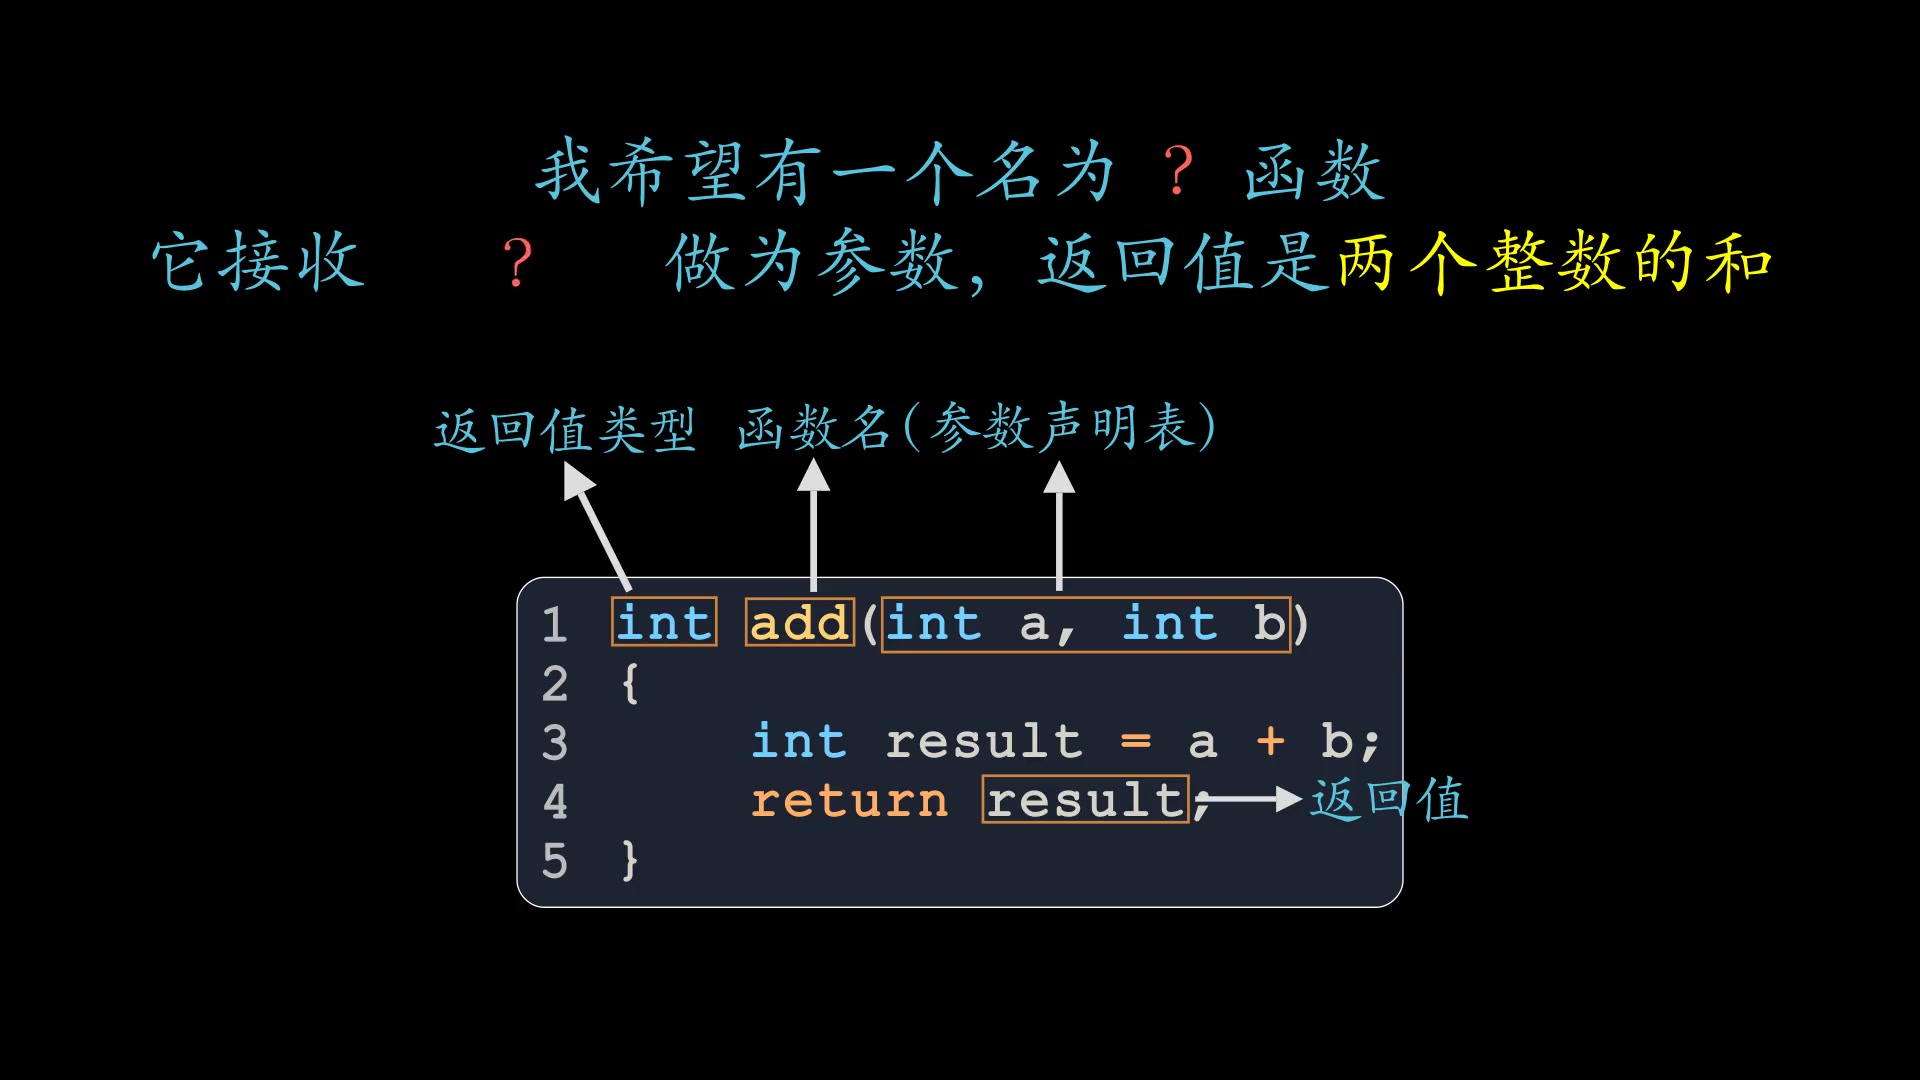 我希望有一个名为 ? 函数
它接收 ? 做为参数，返回值是两个整数的和
返回值类型 函数名(参数声明表)
1 int add(int a, int b)
2 {
3 int result = a + b;
4 return result; 返回值
5 }